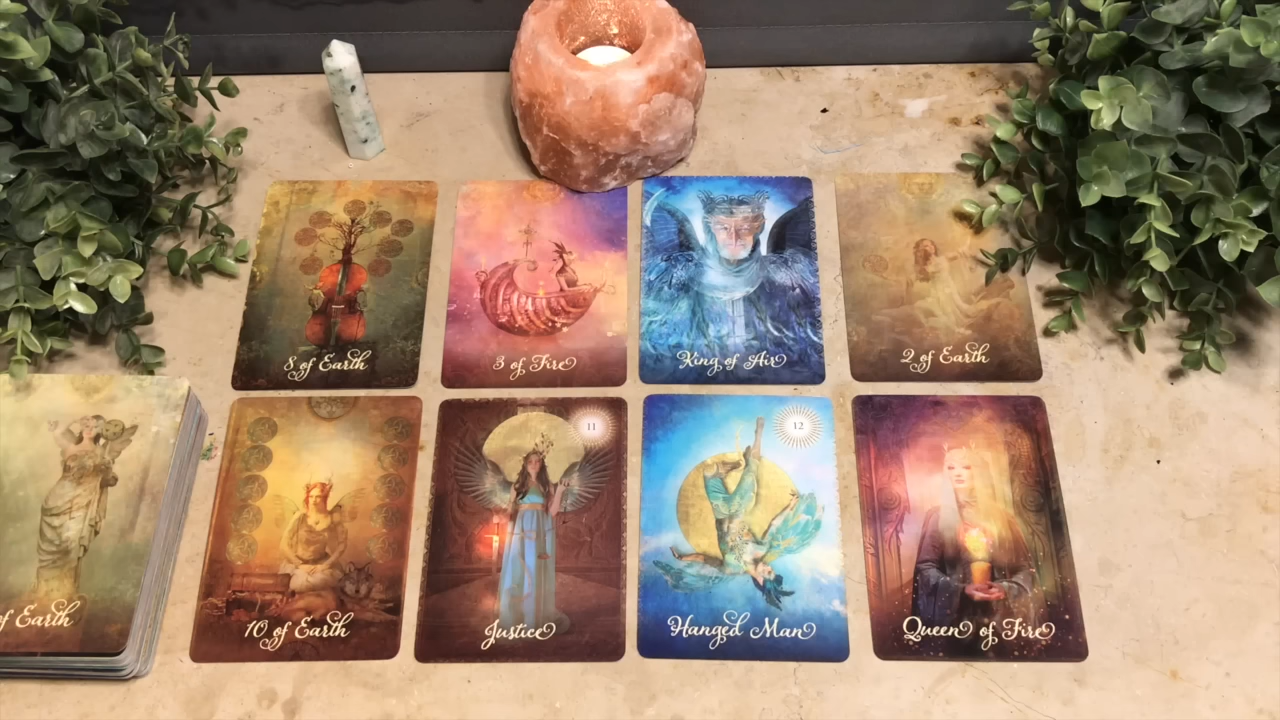 8 of Earth
3 of Fire
King of Air
2 of Earth
of Earth
10 of Earth
11
Justice
12
Hanged Man
Queen of Fire